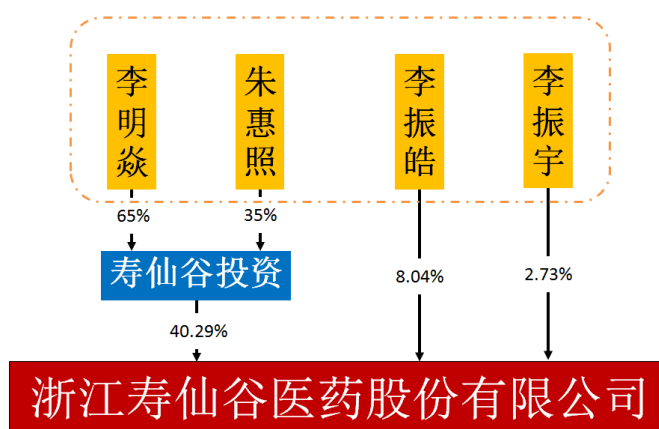 李明焱
朱惠照
李振皓
李振宇
65%
35%
寿仙谷投资
8.04%
2.73%
40.29%
浙江寿仙谷医药股份有限公司